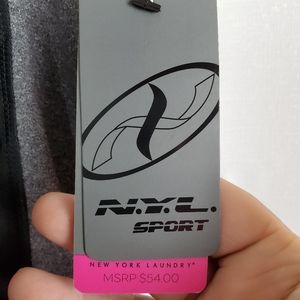 N.Y.L.
SPORT
NEW YORK LAUNDRY®
MSRP:$54.00